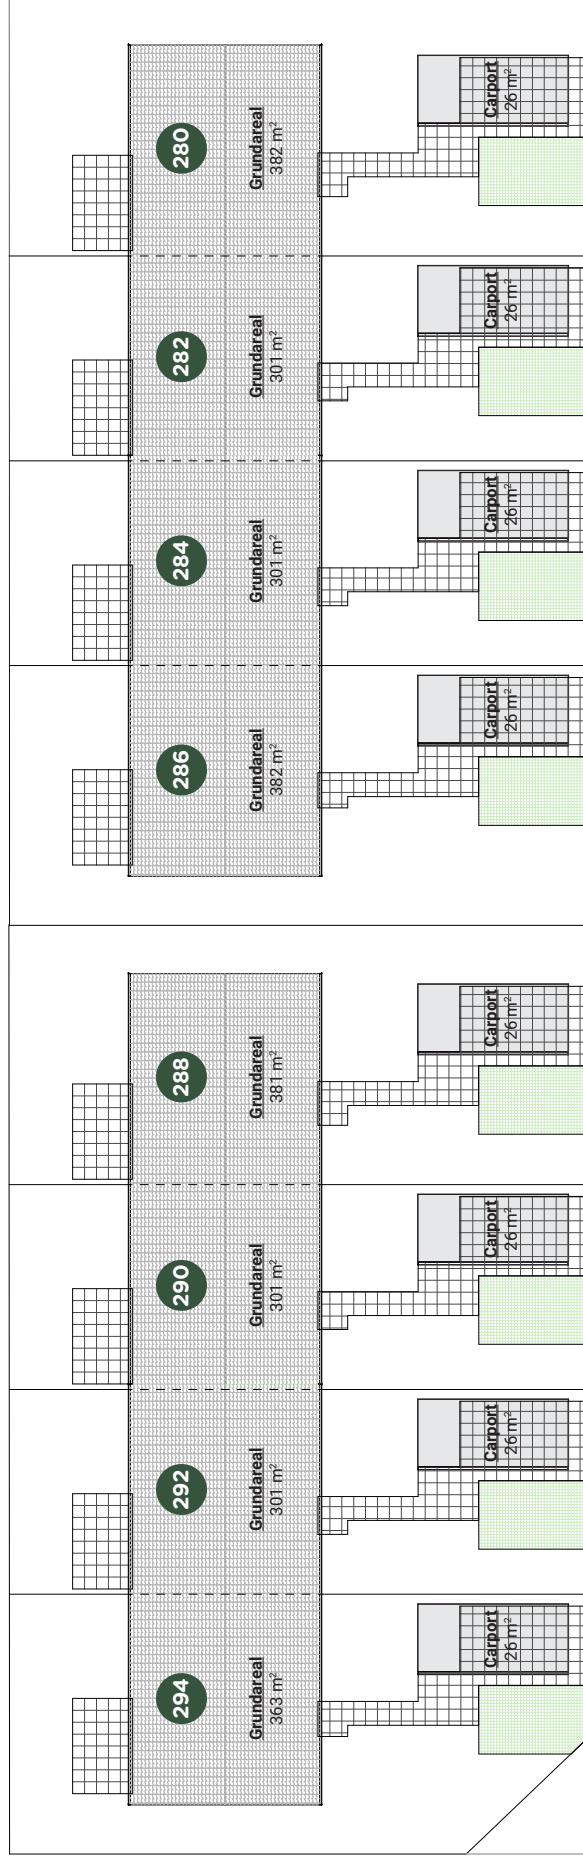 280
Grundareal
382 m²
Carport
26 m²
282
Grundareal
301 m²
Carport
26 m²
284
Grundareal
301 m²
Carport
26 m²
286
Grundareal
382 m²
Carport
26 m²
288
Grundareal
381 m²
Carport
26 m²
290
Grundareal
301 m²
Carport
26 m²
292
Grundareal
301 m²
Carport
26 m²
294
Grundareal
363 m²
Carport
26 m²